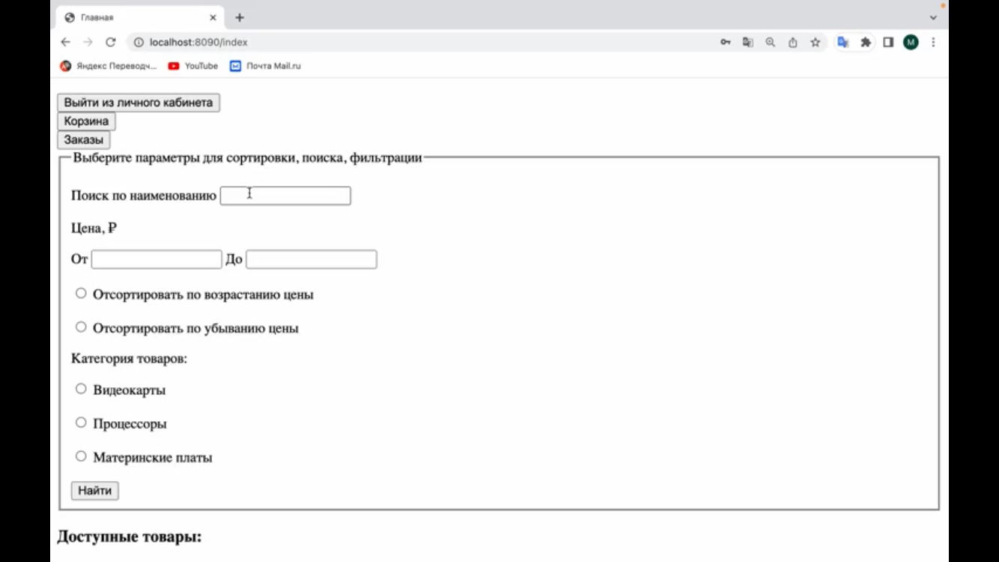 Главная
localhost:8090/index
M
Яндекс Переводч... YouTube Почта Mail.ru
Выйти из личного кабинета
Корзина
Заказы
Выберите параметры для сортировки, поиска, фильтрации
Поиск по наименованию
Цена, ₽
От До
Отсортировать по возрастанию цены
Отсортировать по убыванию цены
Категория товаров:
Видеокарты
Процессоры
Материнские платы
Найти
Доступные товары: